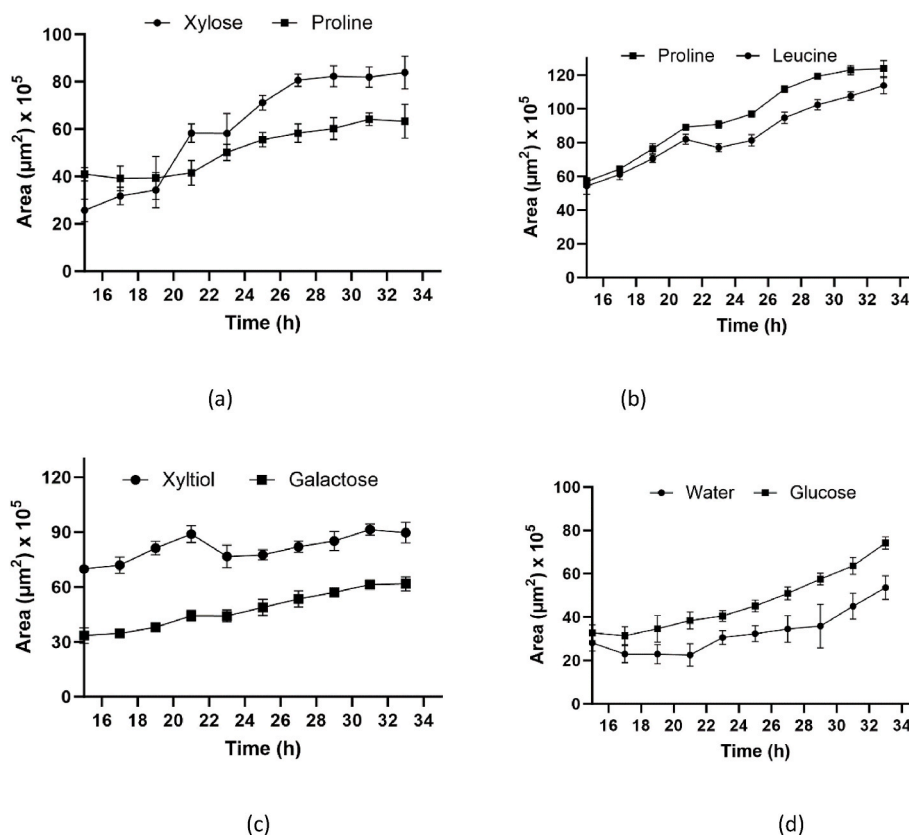 Xylose Proline
Area (µm²) x 10⁵
100
80
60
40
20
0
16 18 20 22 24 26 28 30 32 34
Time (h)
(a)
Proline Leucine
Area (µm²) x 10⁵
120
100
80
60
40
20
0
16 18 20 22 24 26 28 30 32 34
Time (h)
(b)
Xyltiol Galactose
Area (µm²) x 10⁵
120
90
60
30
0
16 18 20 22 24 26 28 30 32 34
Time (h)
(c)
Water Glucose
Area (µm²) x 10⁵
100
80
60
40
20
0
16 18 20 22 24 26 28 30 32 34
Time (h)
(d)